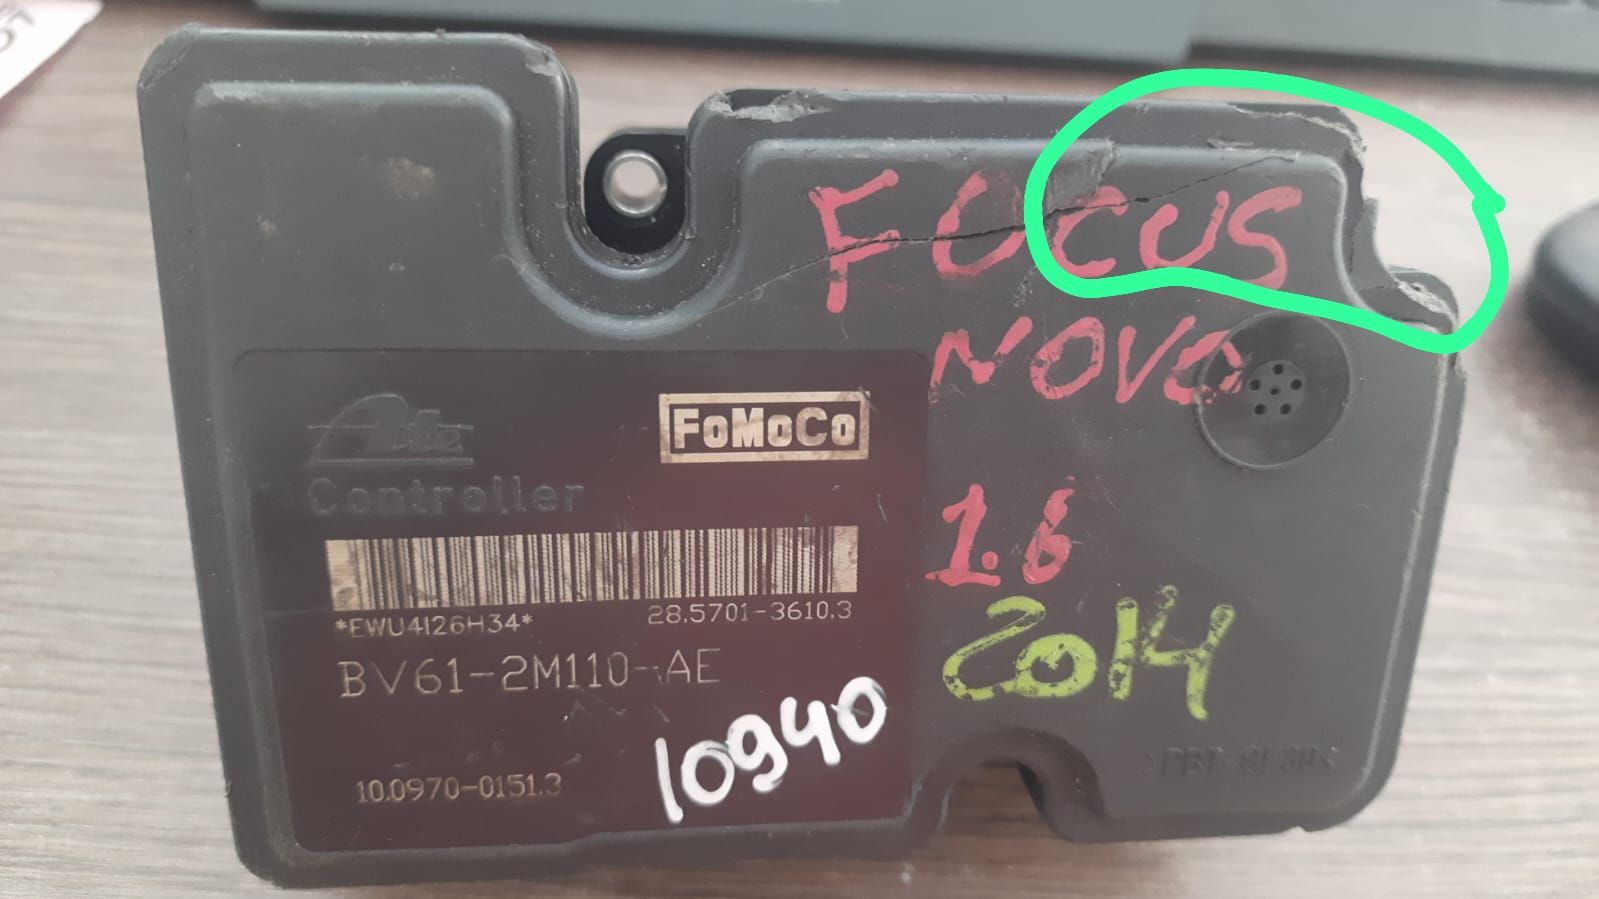 FOCUS
NOVO
1.6
2014
Ate
FoMoCo
Controller
*EWU4I26H34* 28.5701-3610.3
BV61-2M110-AE
10940
10.0970-0151.3